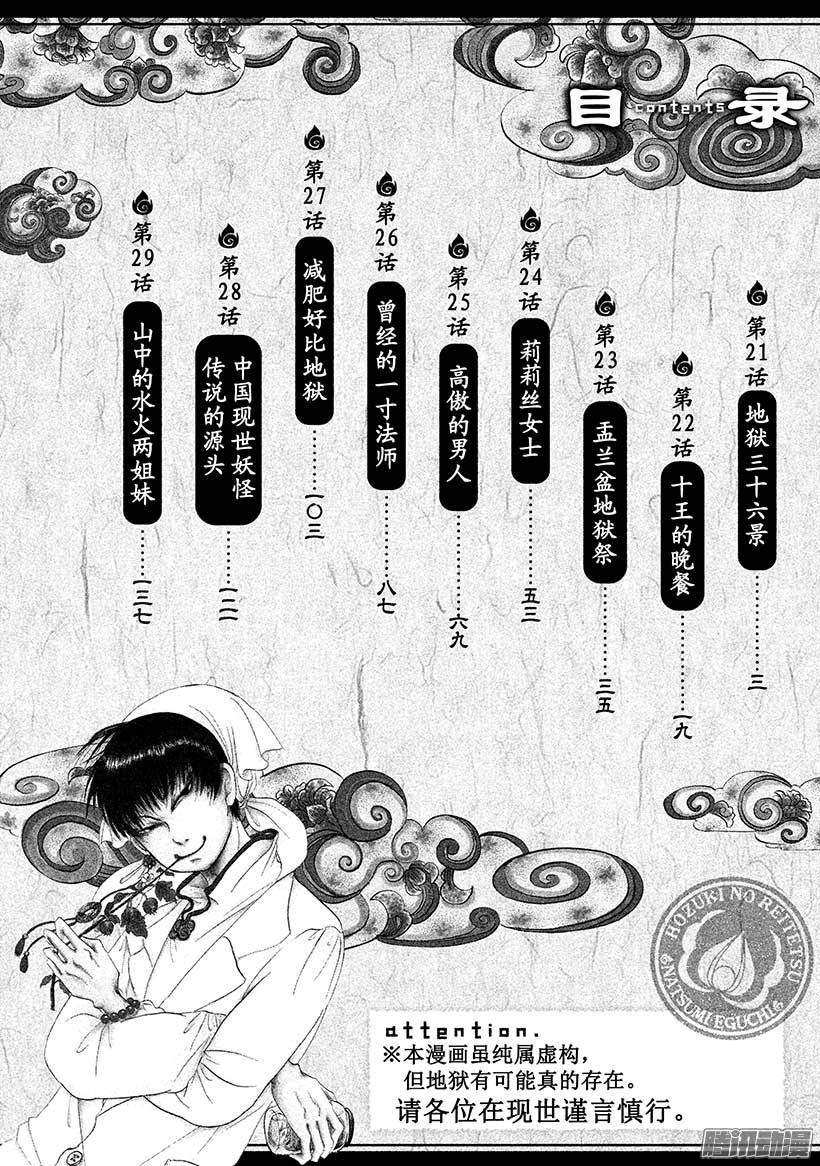 目录
contents
第21话
地狱三十六景
三
第22话
十王的晚餐
一九
第23话
盂兰盆地狱祭
三五
第24话
莉莉丝女士
五三
第25话
高傲的男人
六九
第26话
曾经的一寸法师
八七
第27话
减肥好比地狱
一〇三
第28话
中国现世妖怪
传说的源头
一二一
第29话
山中的水火两姐妹
一三七
HOZUKI NO REITETSU
NATSUMI EGUCHI
attention.
※本漫画虽纯属虚构，
但地狱有可能真的存在。
请各位在现世谨言慎行。
腾讯动漫